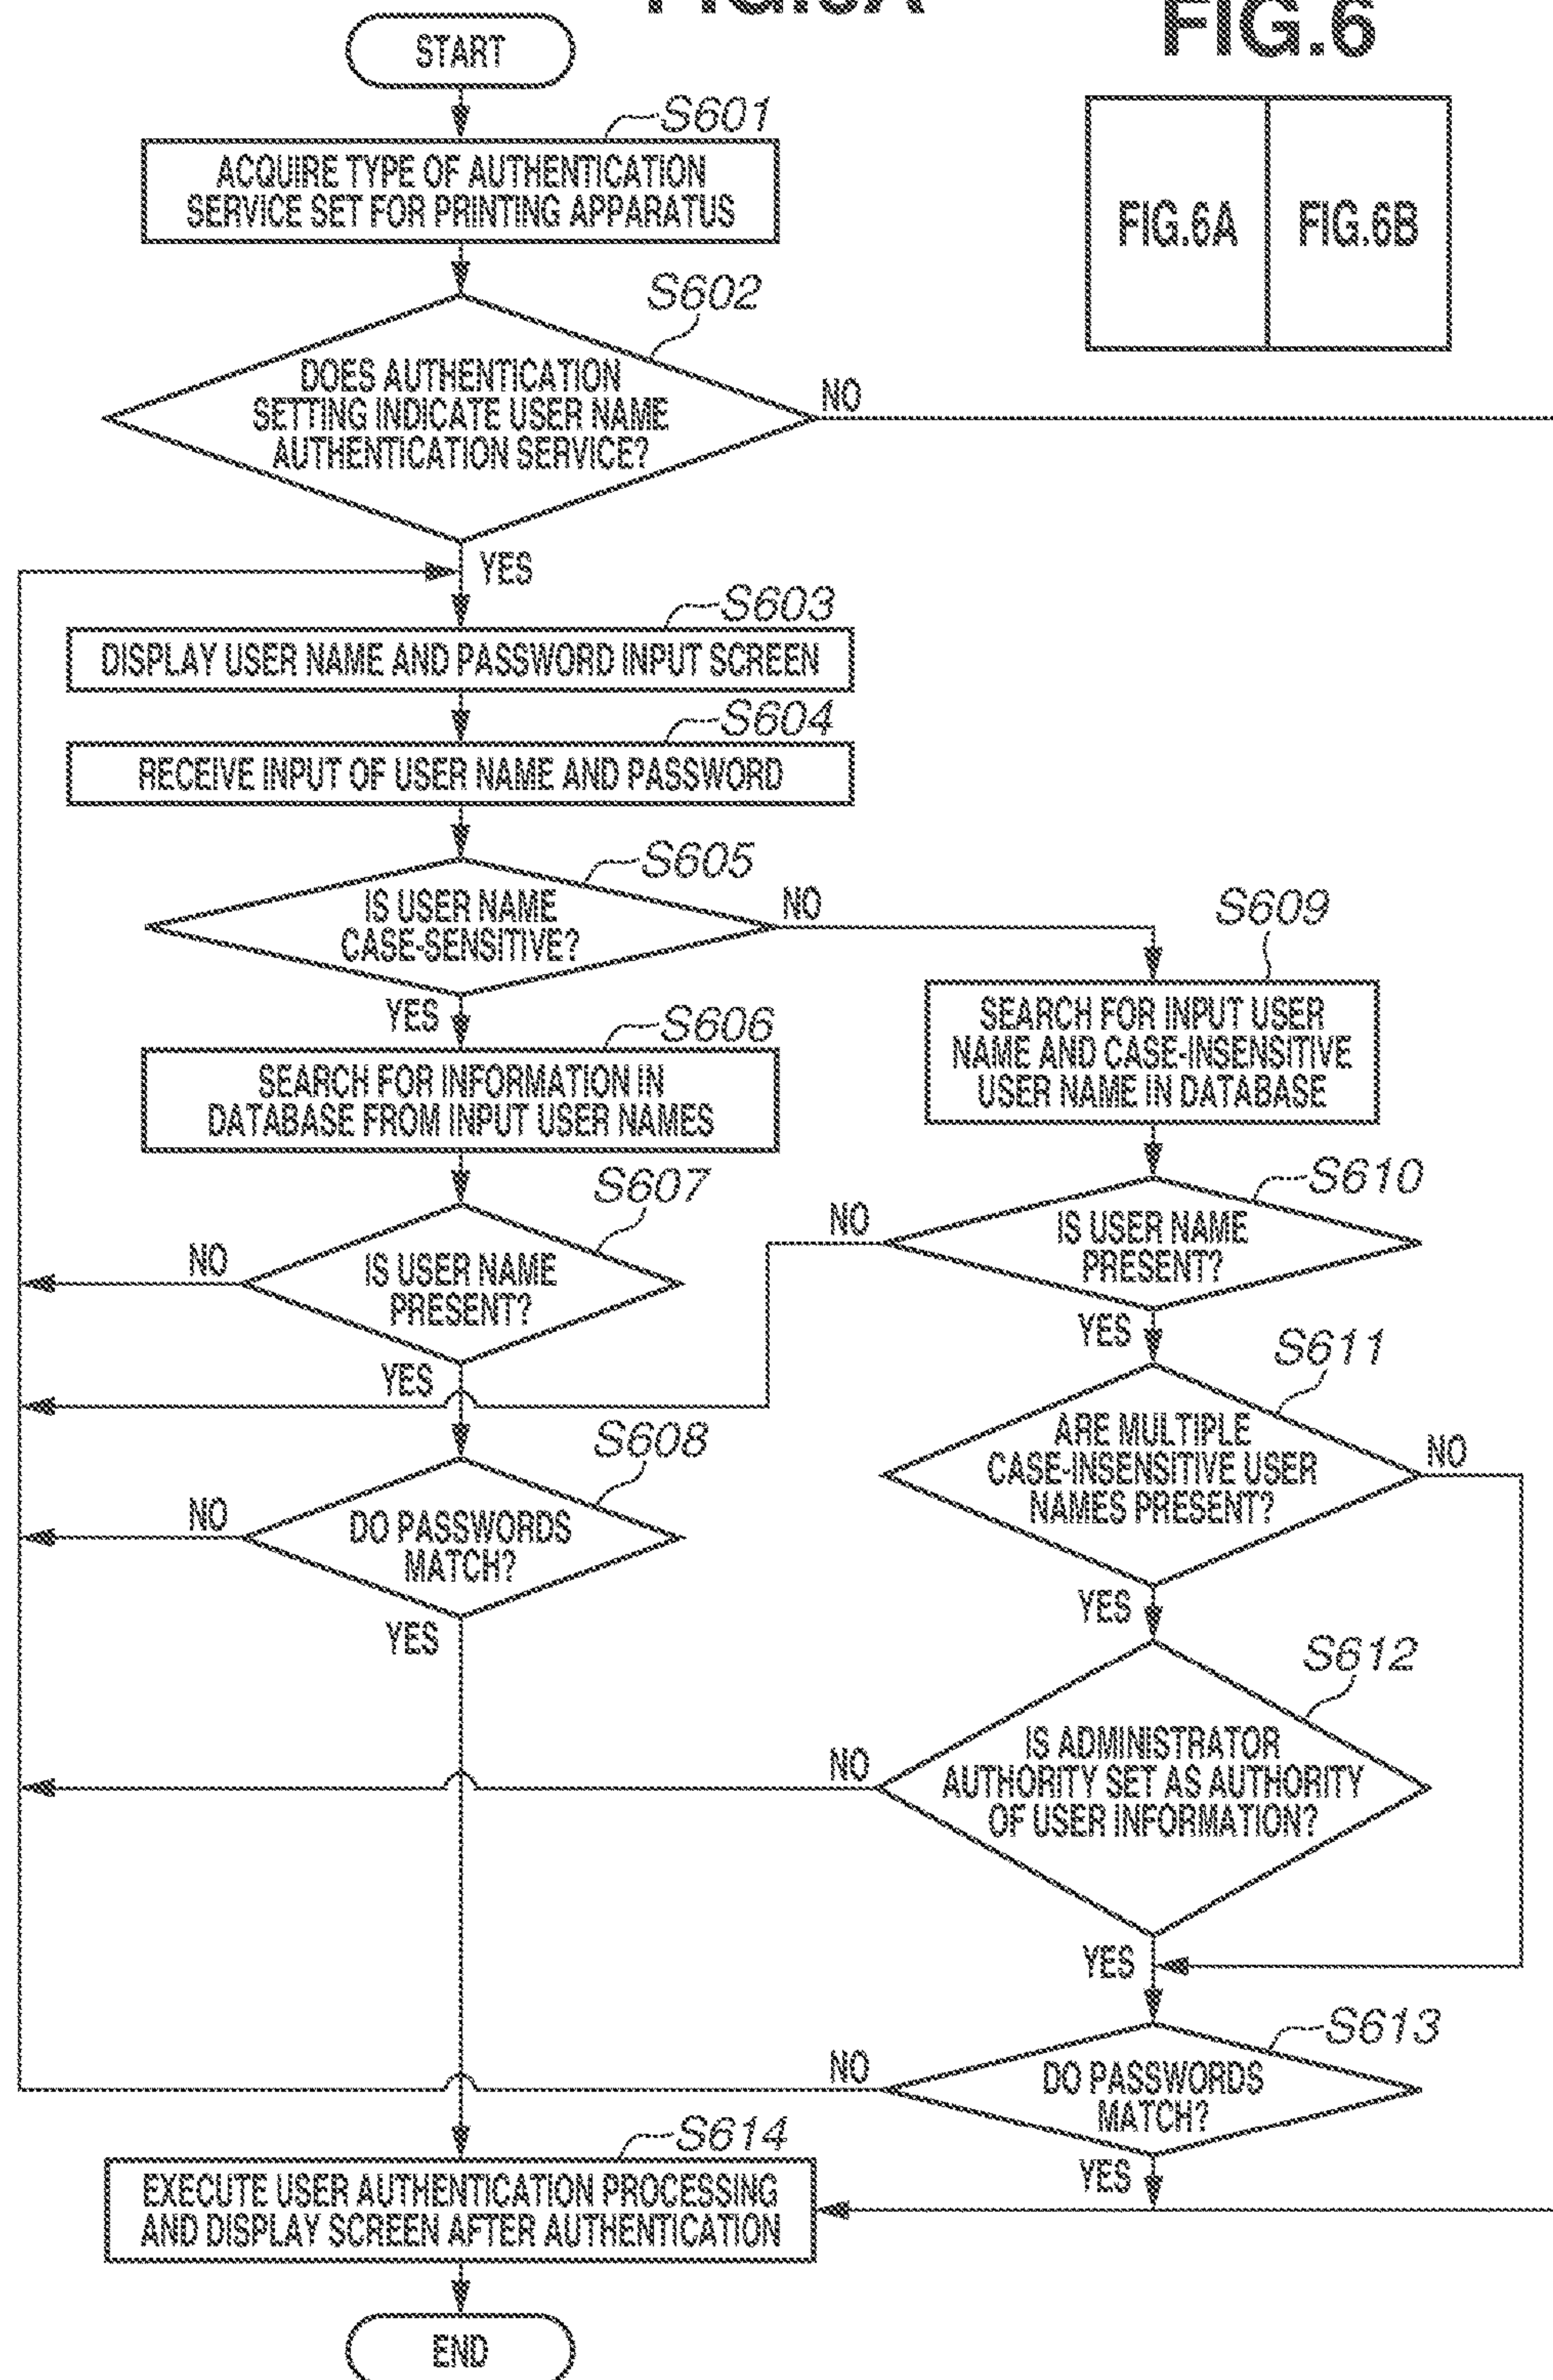 FIG.6A
FIG.6
FIG.6A
FIG.6B
START
S601
ACQUIRE TYPE OF AUTHENTICATION
SERVICE SET FOR PRINTING APPARATUS
S602
DOES AUTHENTICATION
SETTING INDICATE USER NAME
AUTHENTICATION SERVICE?
NO
YES
S603
DISPLAY USER NAME AND PASSWORD INPUT SCREEN
S604
RECEIVE INPUT OF USER NAME AND PASSWORD
S605
IS USER NAME
CASE-SENSITIVE?
NO
YES
S606
SEARCH FOR INFORMATION IN
DATABASE FROM INPUT USER NAMES
S607
IS USER NAME
PRESENT?
NO
YES
S608
DO PASSWORDS
MATCH?
NO
YES
S609
SEARCH FOR INPUT USER
NAME AND CASE-INSENSITIVE
USER NAME IN DATABASE
S610
IS USER NAME
PRESENT?
NO
YES
S611
ARE MULTIPLE
CASE-INSENSITIVE USER
NAMES PRESENT?
NO
YES
S612
IS ADMINISTRATOR
AUTHORITY SET AS AUTHORITY
OF USER INFORMATION?
NO
YES
S613
DO PASSWORDS
MATCH?
NO
YES
S614
EXECUTE USER AUTHENTICATION PROCESSING
AND DISPLAY SCREEN AFTER AUTHENTICATION
END